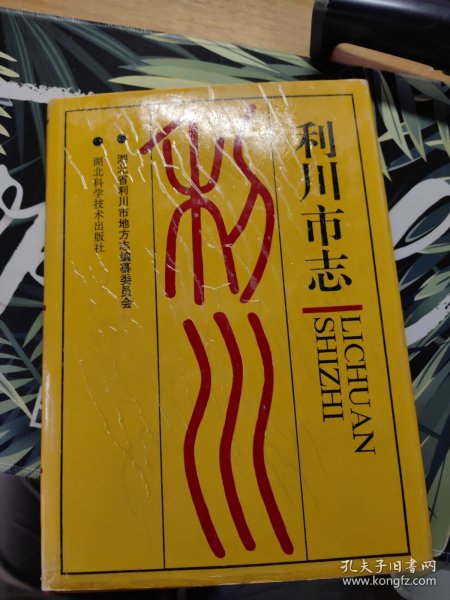 利川市志
LICHUAN
SHIZHI
利川
湖北省利川市地方志编纂委员会
湖北科学技术出版社
孔夫子旧书网
www.kongfz.com